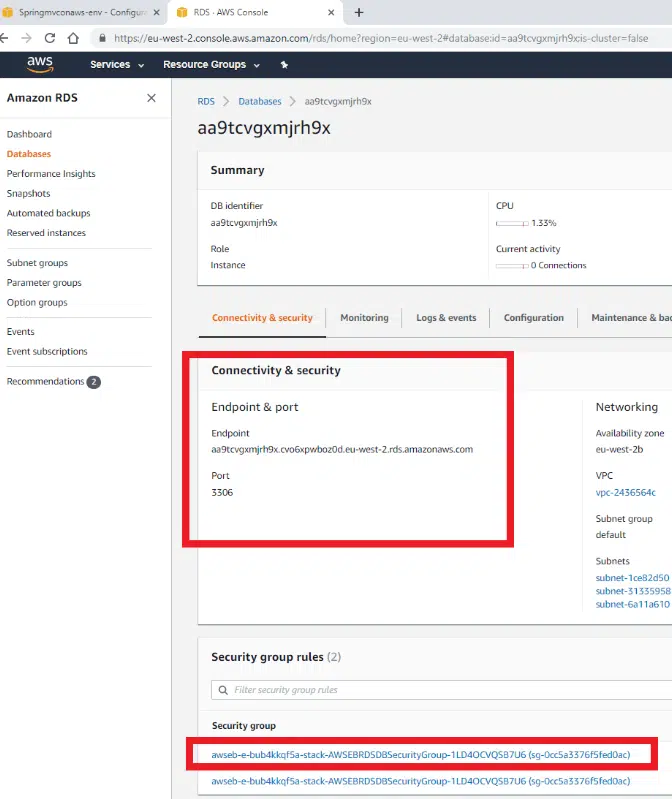 Springmvconaws-env - Configura
RDS · AWS Console
https://eu-west-2.console.aws.amazon.com/rds/home?region=eu-west-2#database:id=aa9tcvgxmjrh9x;is-cluster=false
aws
Services
Resource Groups
Amazon RDS
RDS
Databases
aa9tcvgxmjrh9x
aa9tcvgxmjrh9x
Dashboard
Databases
Performance Insights
Snapshots
Automated backups
Reserved instances
Subnet groups
Parameter groups
Option groups
Events
Event subscriptions
Recommendations 2
Summary
DB identifier
aa9tcvgxmjrh9x
Role
Instance
CPU
1.33%
Current activity
0 Connections
Connectivity & security
Monitoring
Logs & events
Configuration
Maintenance & bac
Connectivity & security
Endpoint & port
Endpoint
aa9tcvgxmjrh9x.cvo6xpwboz0d.eu-west-2.rds.amazonaws.com
Port
3306
Networking
Availability zone
eu-west-2b
VPC
vpc-2436564c
Subnet group
default
Subnets
subnet-1ce82d50
subnet-31335958
subnet-6a11a610
Security group rules (2)
Filter security group rules
Security group
awseb-e-bub4kkqf5a-stack-AWSEBRDSDBSecurityGroup-1LD4OCVQSB7U6 (sg-0cc5a3376f5fed0ac)
awseb-e-bub4kkqf5a-stack-AWSEBRDSDBSecurityGroup-1LD4OCVQSB7U6 (sg-0cc5a3376f5fed0ac)